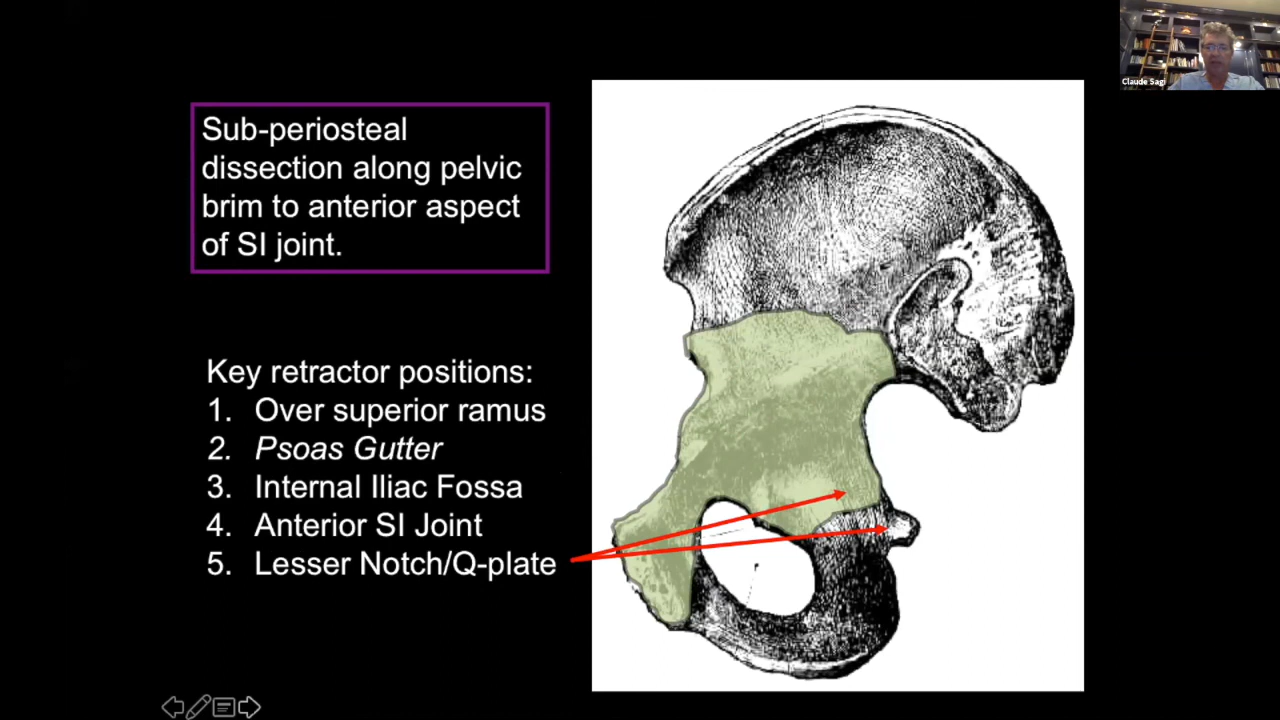 Claude Sagi
Sub-periosteal
dissection along pelvic
brim to anterior aspect
of SI joint.
Key retractor positions:
1. Over superior ramus
2. Psoas Gutter
3. Internal Iliac Fossa
4. Anterior SI Joint
5. Lesser Notch/Q-plate